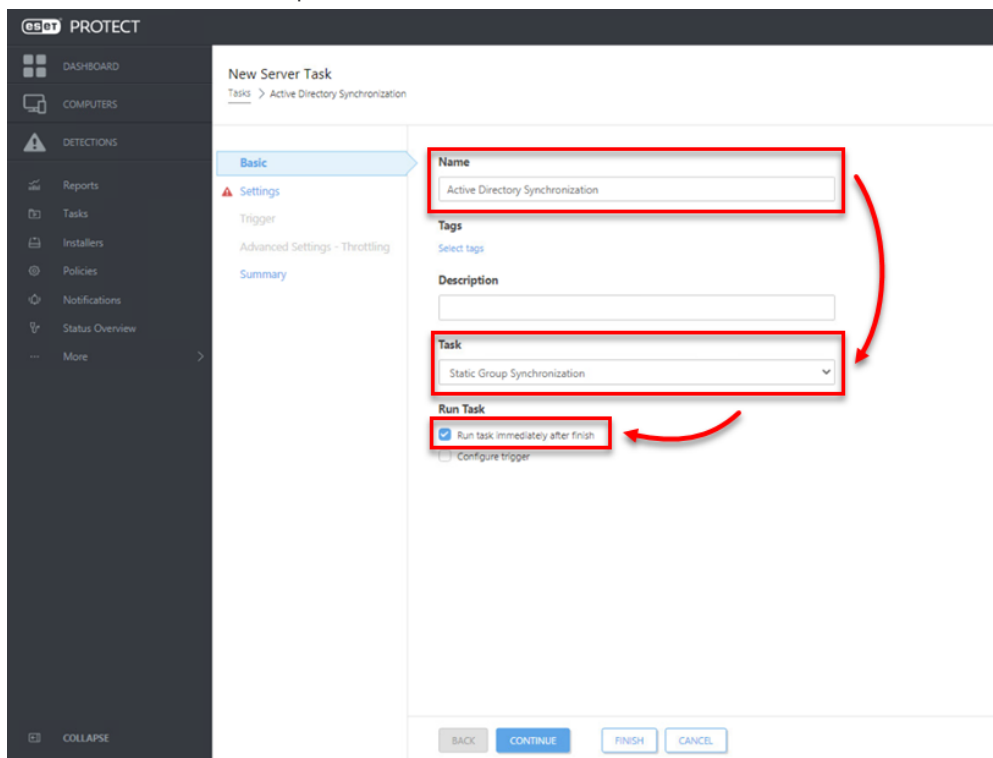 eset PROTECT
DASHBOARD
COMPUTERS
DETECTIONS
Reports
Tasks
Installers
Policies
Notifications
Status Overview
More
COLLAPSE
New Server Task
Tasks > Active Directory Synchronization
Basic
Settings
Trigger
Advanced Settings - Throttling
Summary
Name
Active Directory Synchronization
Tags
Select tags
Description
Task
Static Group Synchronization
Run Task
Run task immediately after finish
Configure trigger
BACK CONTINUE FINISH CANCEL